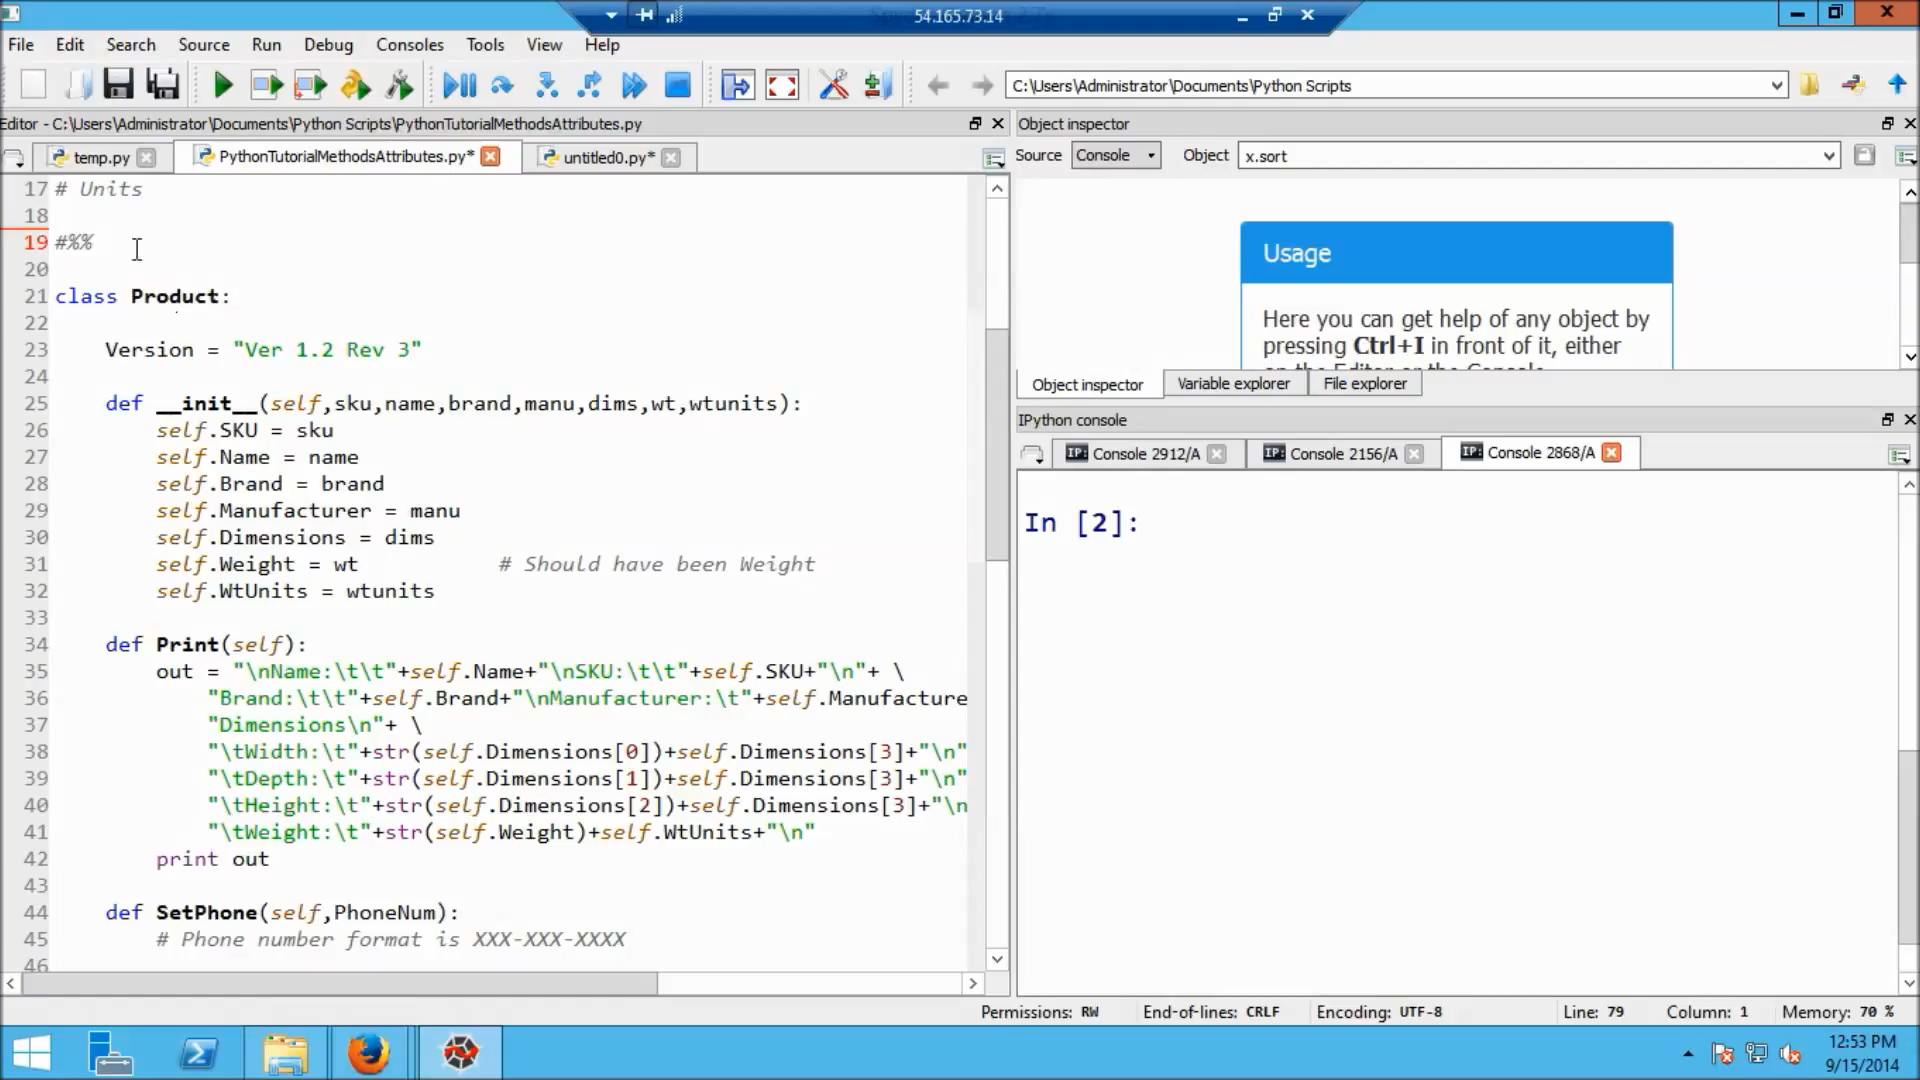 54.165.73.14
File Edit Search Source Run Debug Consoles Tools View Help
C:\Users\Administrator\Documents\Python Scripts
Editor - C:\Users\Administrator\Documents\Python Scripts\PythonTutorialMethodsAttributes.py
temp.py PythonTutorialMethodsAttributes.py* untitled0.py*
17 # Units
18
19 #%%
20
21 class Product:
22
23 Version = "Ver 1.2 Rev 3"
24
25 def __init__(self,sku,name,brand,manu,dims,wt,wtunits):
26 self.SKU = sku
27 self.Name = name
28 self.Brand = brand
29 self.Manufacturer = manu
30 self.Dimensions = dims
31 self.Weight = wt # Should have been Weight
32 self.WtUnits = wtunits
33
34 def Print(self):
35 out = "\nName:\t\t"+self.Name+"\nSKU:\t\t"+self.SKU+"\n"+ \
36 "Brand:\t\t"+self.Brand+"\nManufacturer:\t"+self.Manufacture
37 "Dimensions\n"+ \
38 "\tWidth:\t"+str(self.Dimensions[0])+self.Dimensions[3]+"\n"
39 "\tDepth:\t"+str(self.Dimensions[1])+self.Dimensions[3]+"\n"
40 "\tHeight:\t"+str(self.Dimensions[2])+self.Dimensions[3]+"\n
41 "\tWeight:\t"+str(self.Weight)+self.WtUnits+"\n"
42 print out
43
44 def SetPhone(self,PhoneNum):
45 # Phone number format is XXX-XXX-XXXX
46
Object inspector
Source Console Object x.sort
Usage
Here you can get help of any object by
pressing Ctrl+I in front of it, either
on the Editor or the Console.
Object inspector Variable explorer File explorer
IPython console
IP: Console 2912/A IP: Console 2156/A IP: Console 2868/A
In [2]:
Permissions: RW End-of-lines: CRLF Encoding: UTF-8 Line: 79 Column: 1 Memory: 70 %
12:53 PM
9/15/2014